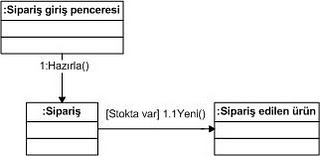 :Sipariş giriş penceresi
1:Hazırla()
:Sipariş
[Stokta var] 1.1Yeni()
:Sipariş edilen ürün